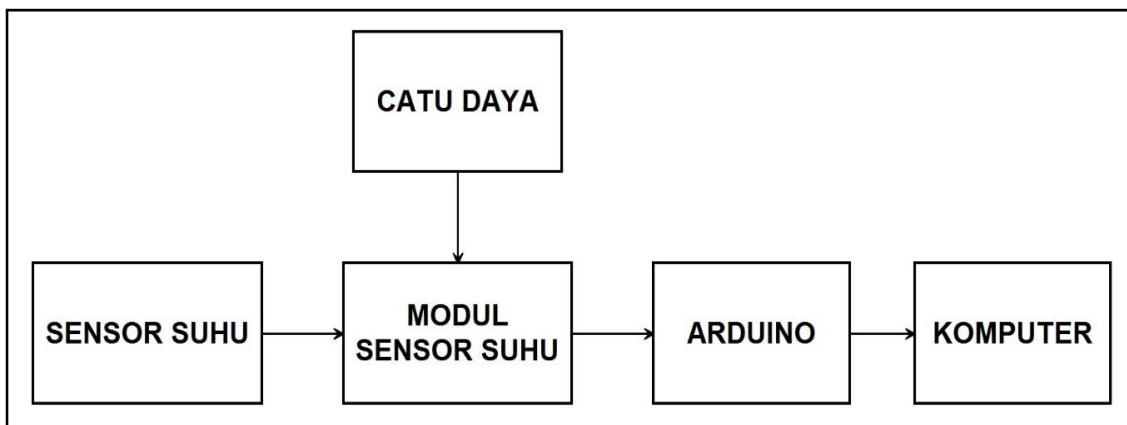 CATU DAYA
SENSOR SUHU
MODUL
SENSOR SUHU
ARDUINO
KOMPUTER